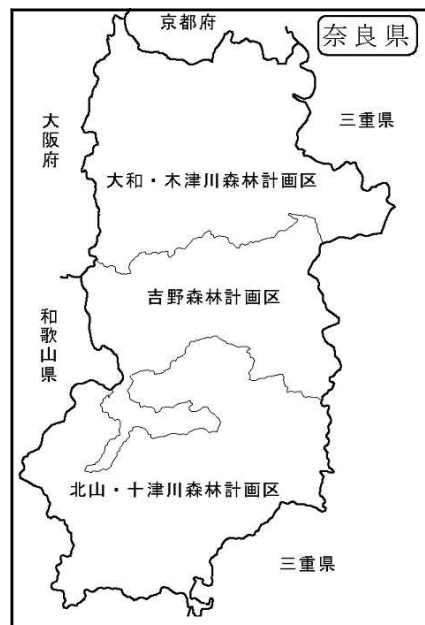 京都府
奈良県
大阪府
三重県
大和・木津川森林計画区
吉野森林計画区
和歌山県
北山・十津川森林計画区
三重県